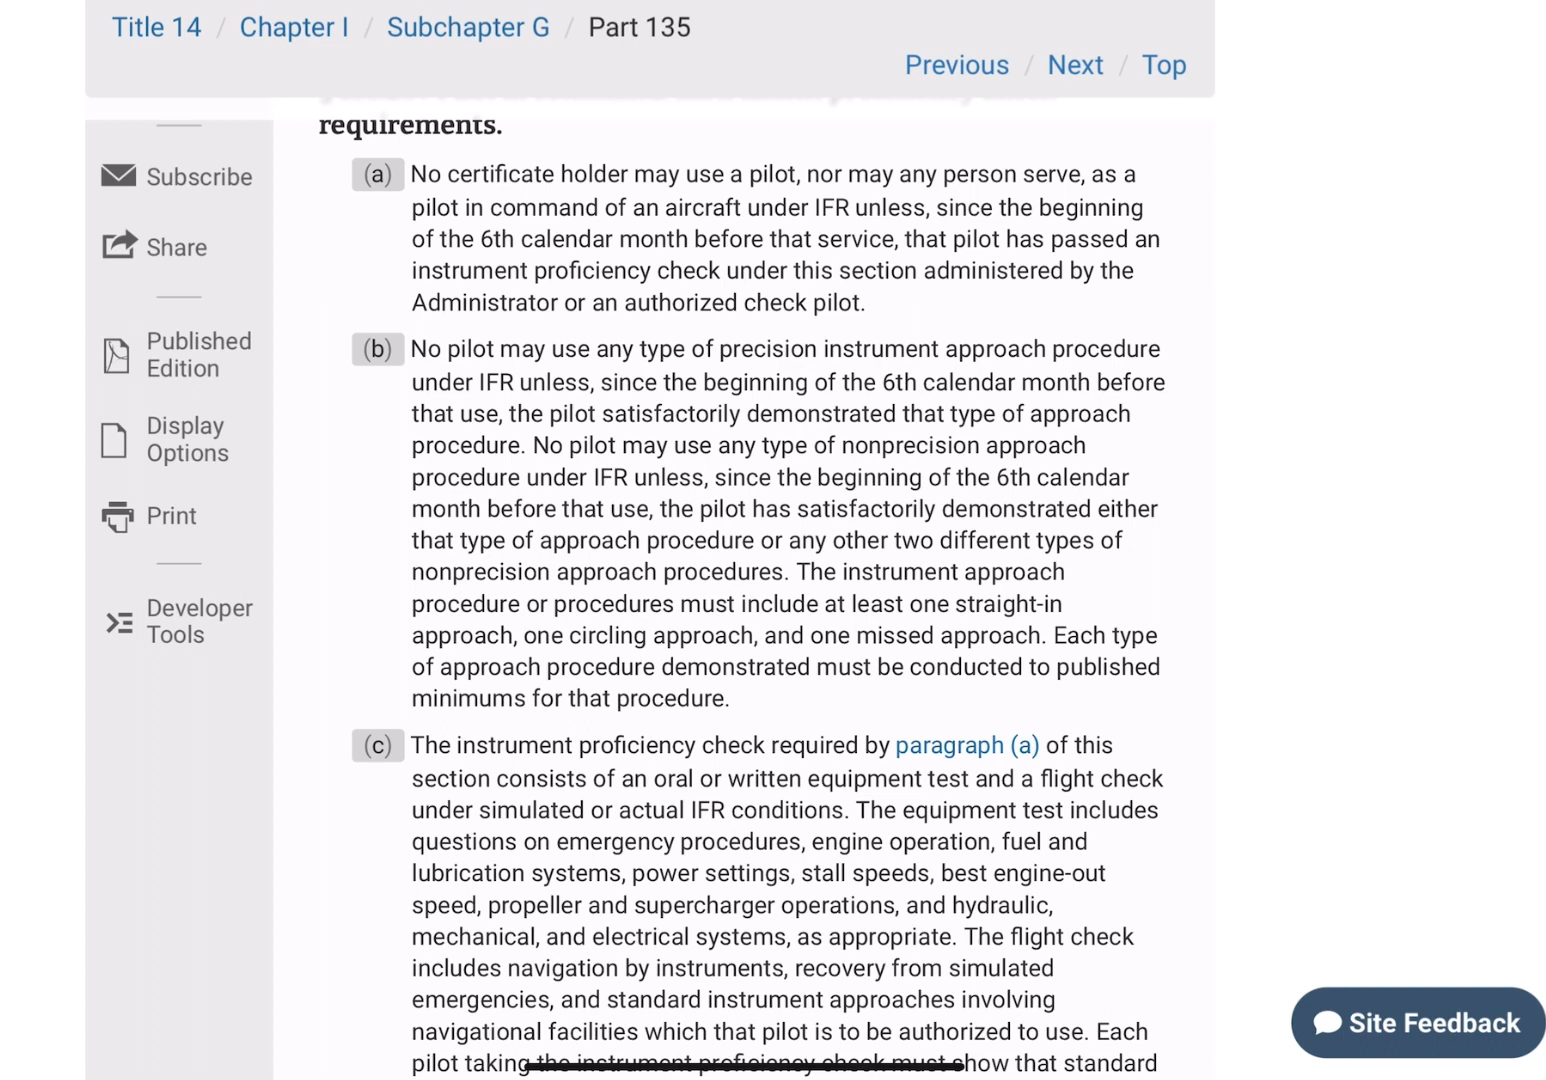 Title 14 / Chapter I / Subchapter G / Part 135
Previous / Next / Top
requirements.
Subscribe
Share
Published
Edition
Display
Options
Print
Developer
Tools
(a) No certificate holder may use a pilot, nor may any person serve, as a
pilot in command of an aircraft under IFR unless, since the beginning
of the 6th calendar month before that service, that pilot has passed an
instrument proficiency check under this section administered by the
Administrator or an authorized check pilot.
(b) No pilot may use any type of precision instrument approach procedure
under IFR unless, since the beginning of the 6th calendar month before
that use, the pilot satisfactorily demonstrated that type of approach
procedure. No pilot may use any type of nonprecision approach
procedure under IFR unless, since the beginning of the 6th calendar
month before that use, the pilot has satisfactorily demonstrated either
that type of approach procedure or any other two different types of
nonprecision approach procedures. The instrument approach
procedure or procedures must include at least one straight-in
approach, one circling approach, and one missed approach. Each type
of approach procedure demonstrated must be conducted to published
minimums for that procedure.
(c) The instrument proficiency check required by paragraph (a) of this
section consists of an oral or written equipment test and a flight check
under simulated or actual IFR conditions. The equipment test includes
questions on emergency procedures, engine operation, fuel and
lubrication systems, power settings, stall speeds, best engine-out
speed, propeller and supercharger operations, and hydraulic,
mechanical, and electrical systems, as appropriate. The flight check
includes navigation by instruments, recovery from simulated
emergencies, and standard instrument approaches involving
navigational facilities which that pilot is to be authorized to use. Each
pilot taking the instrument proficiency check must show that standard
Site Feedback